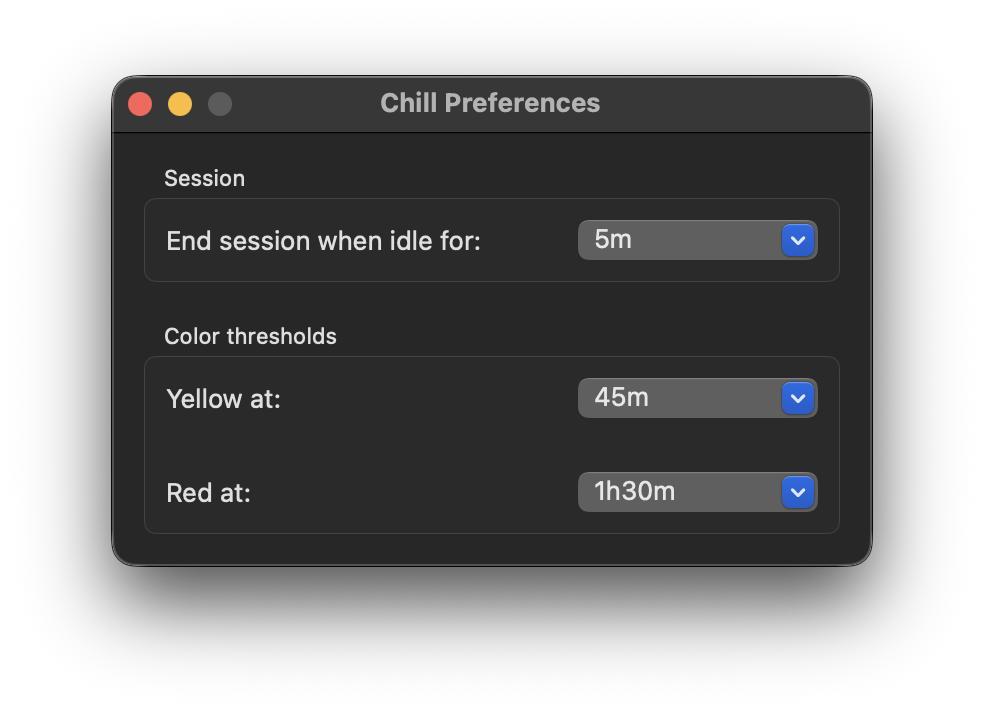 Chill Preferences
Session
End session when idle for: 5m
Color thresholds
Yellow at: 45m
Red at: 1h30m